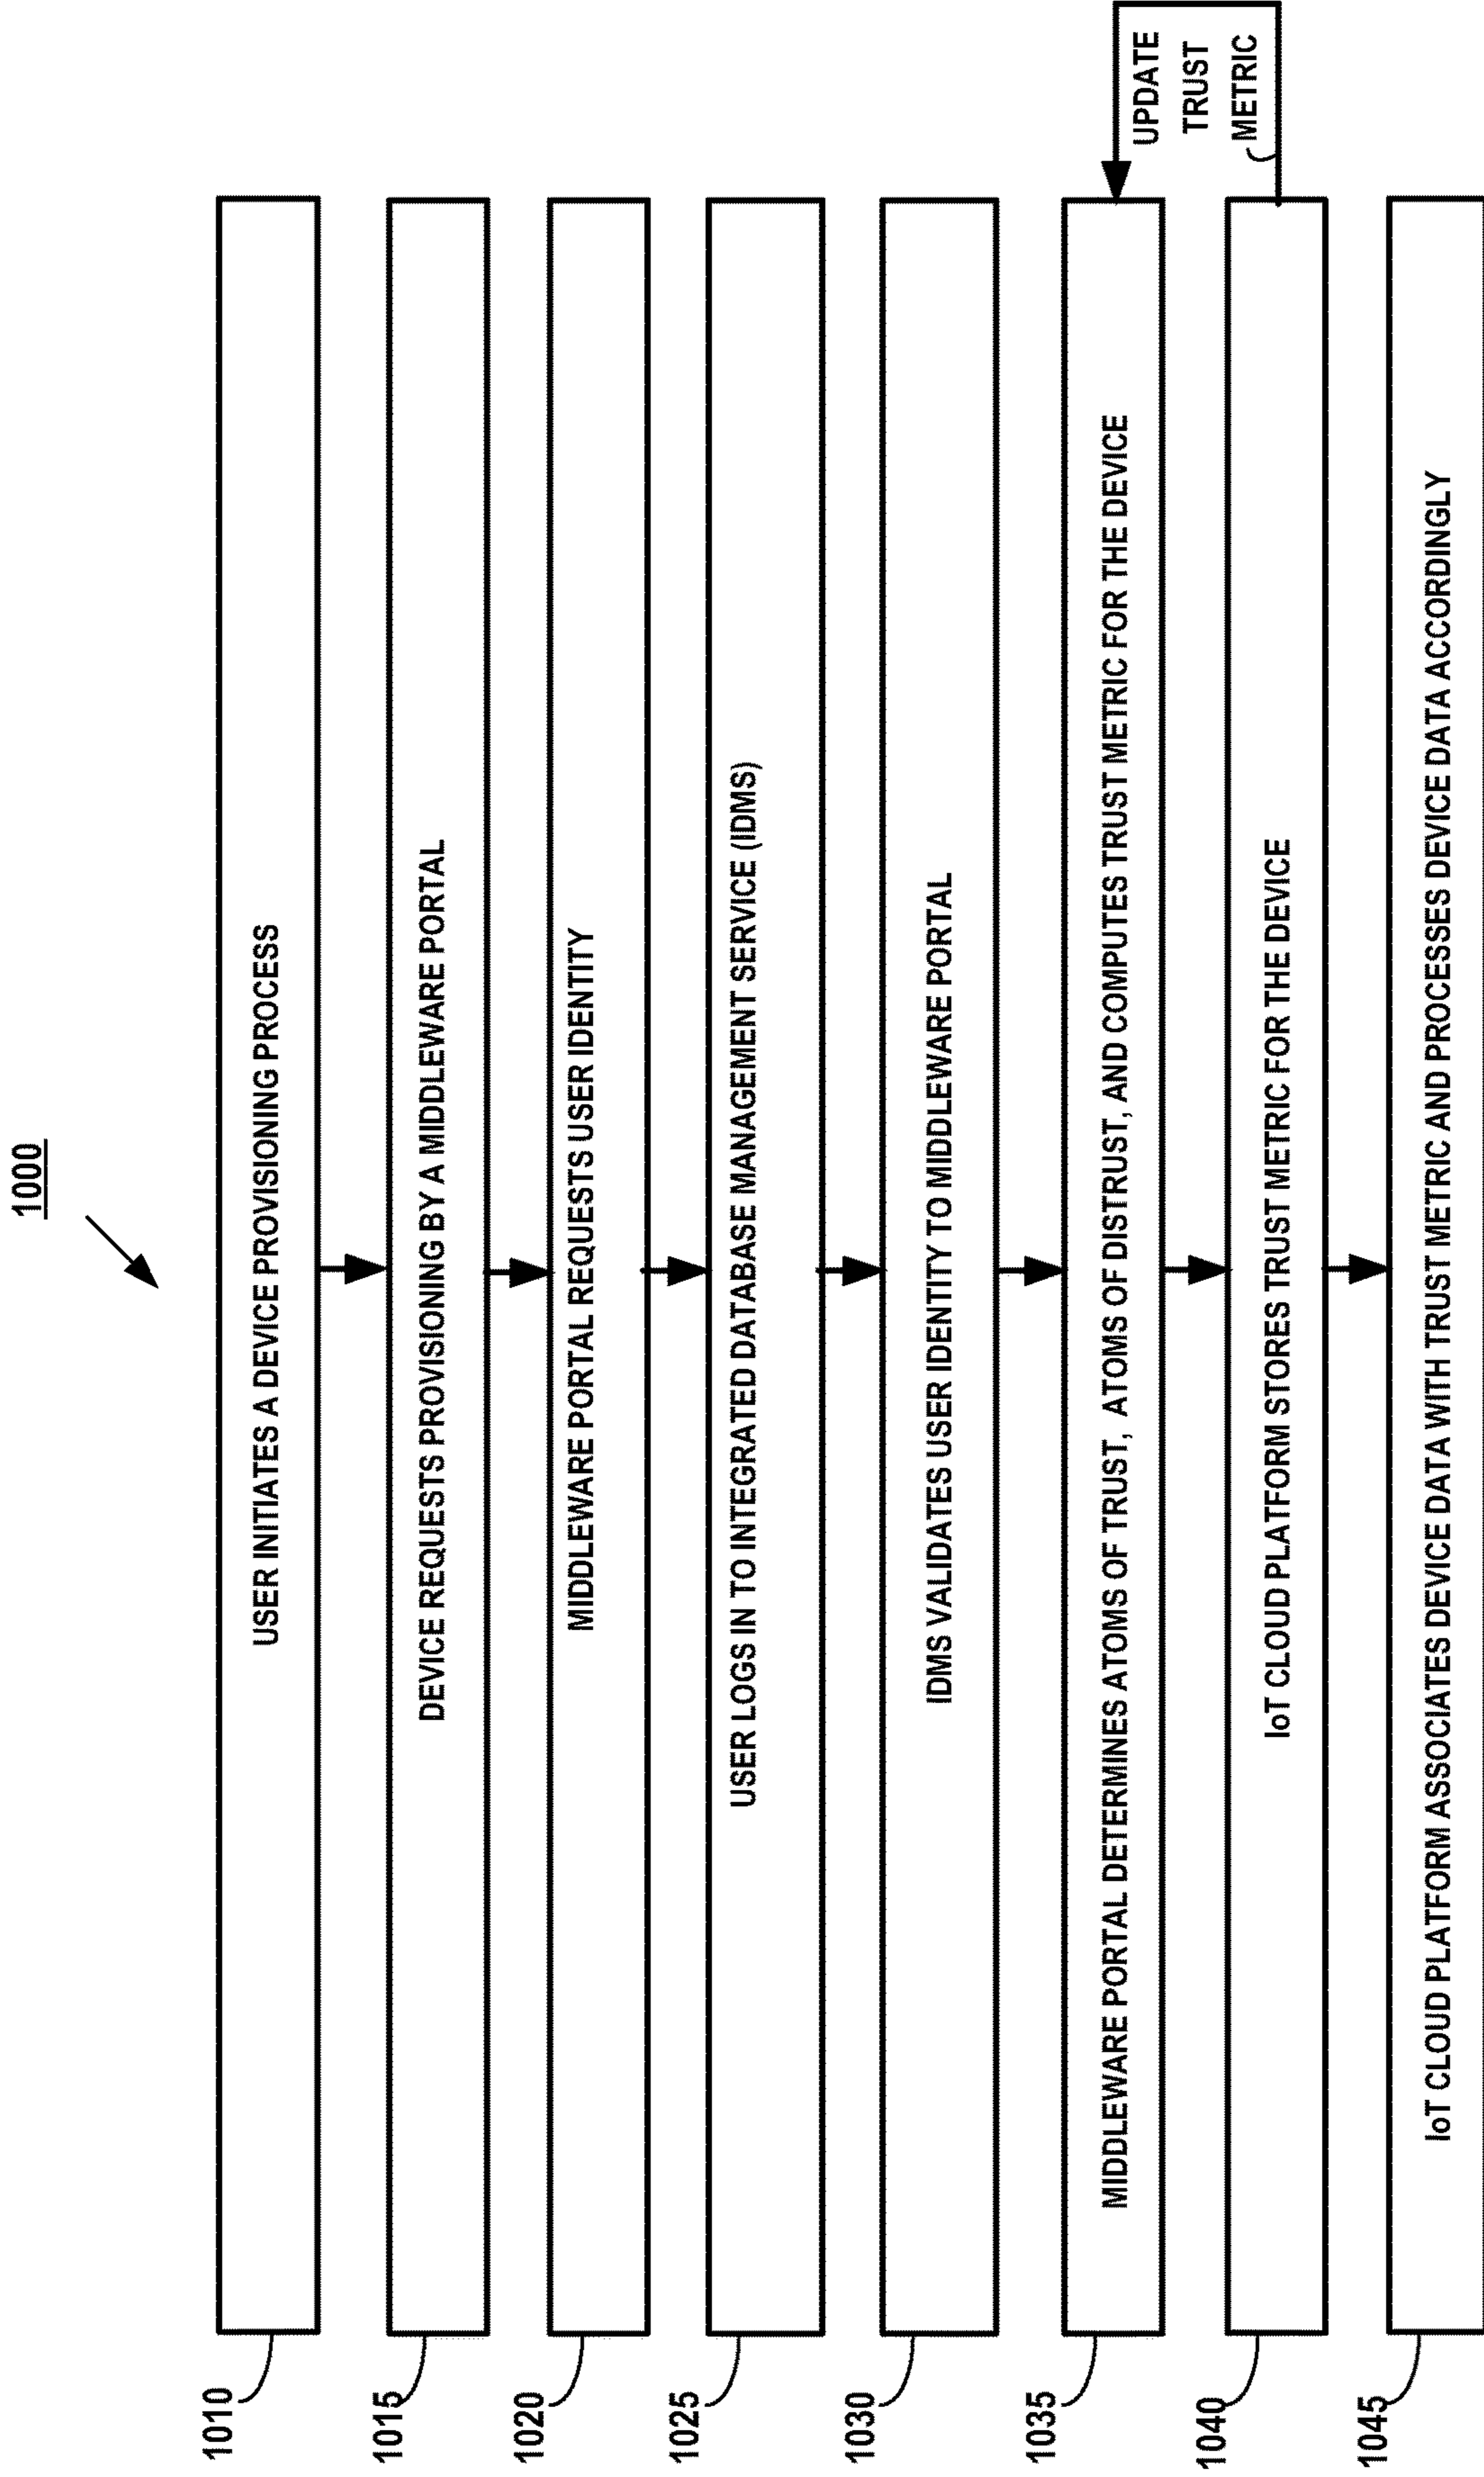 1000
1010
USER INITIATES A DEVICE PROVISIONING PROCESS
1015
DEVICE REQUESTS PROVISIONING BY A MIDDLEWARE PORTAL
1020
MIDDLEWARE PORTAL REQUESTS USER IDENTITY
1025
USER LOGS IN TO INTEGRATED DATABASE MANAGEMENT SERVICE (IDMS)
1030
IDMS VALIDATES USER IDENTITY TO MIDDLEWARE PORTAL
1035
MIDDLEWARE PORTAL DETERMINES ATOMS OF TRUST, ATOMS OF DISTRUST, AND COMPUTES TRUST METRIC FOR THE DEVICE
UPDATE
TRUST
METRIC
1040
IoT CLOUD PLATFORM STORES TRUST METRIC FOR THE DEVICE
1045
IoT CLOUD PLATFORM ASSOCIATES DEVICE DATA WITH TRUST METRIC AND PROCESSES DEVICE DATA ACCORDINGLY